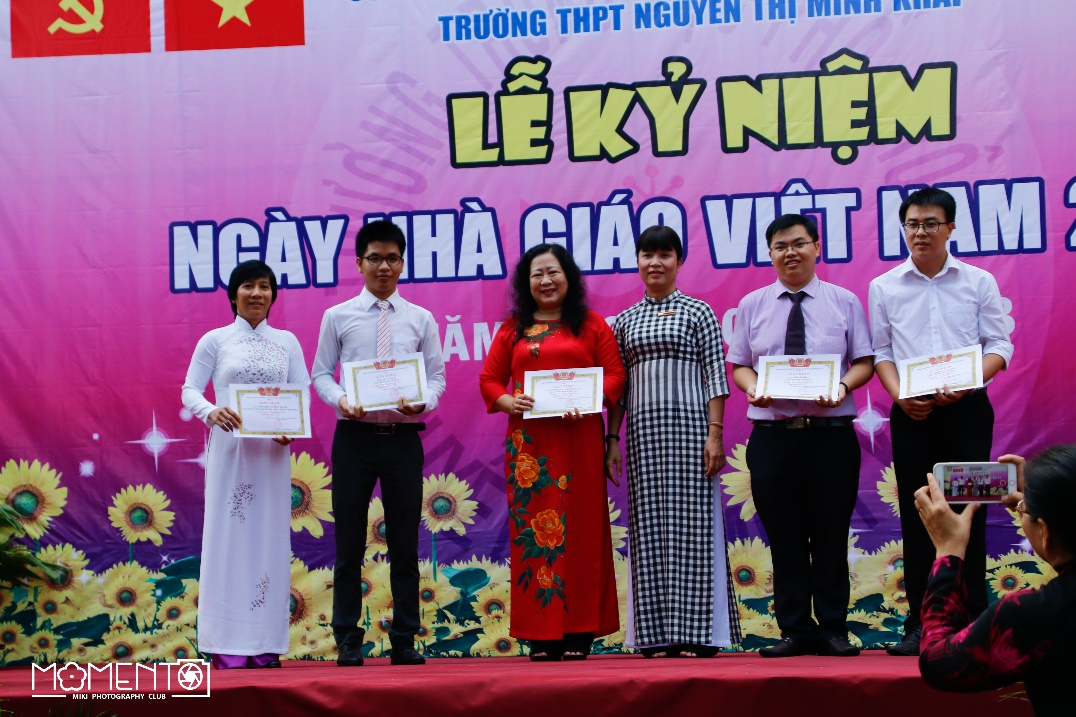 TRƯỜNG THPT NGUYỄN THỊ MINH KHAI
LỄ KỶ NIỆM
NGÀY NHÀ GIÁO VIỆT NAM 2
NĂM
MOMENTO
MIKI PHOTOGRAPHY CLUB